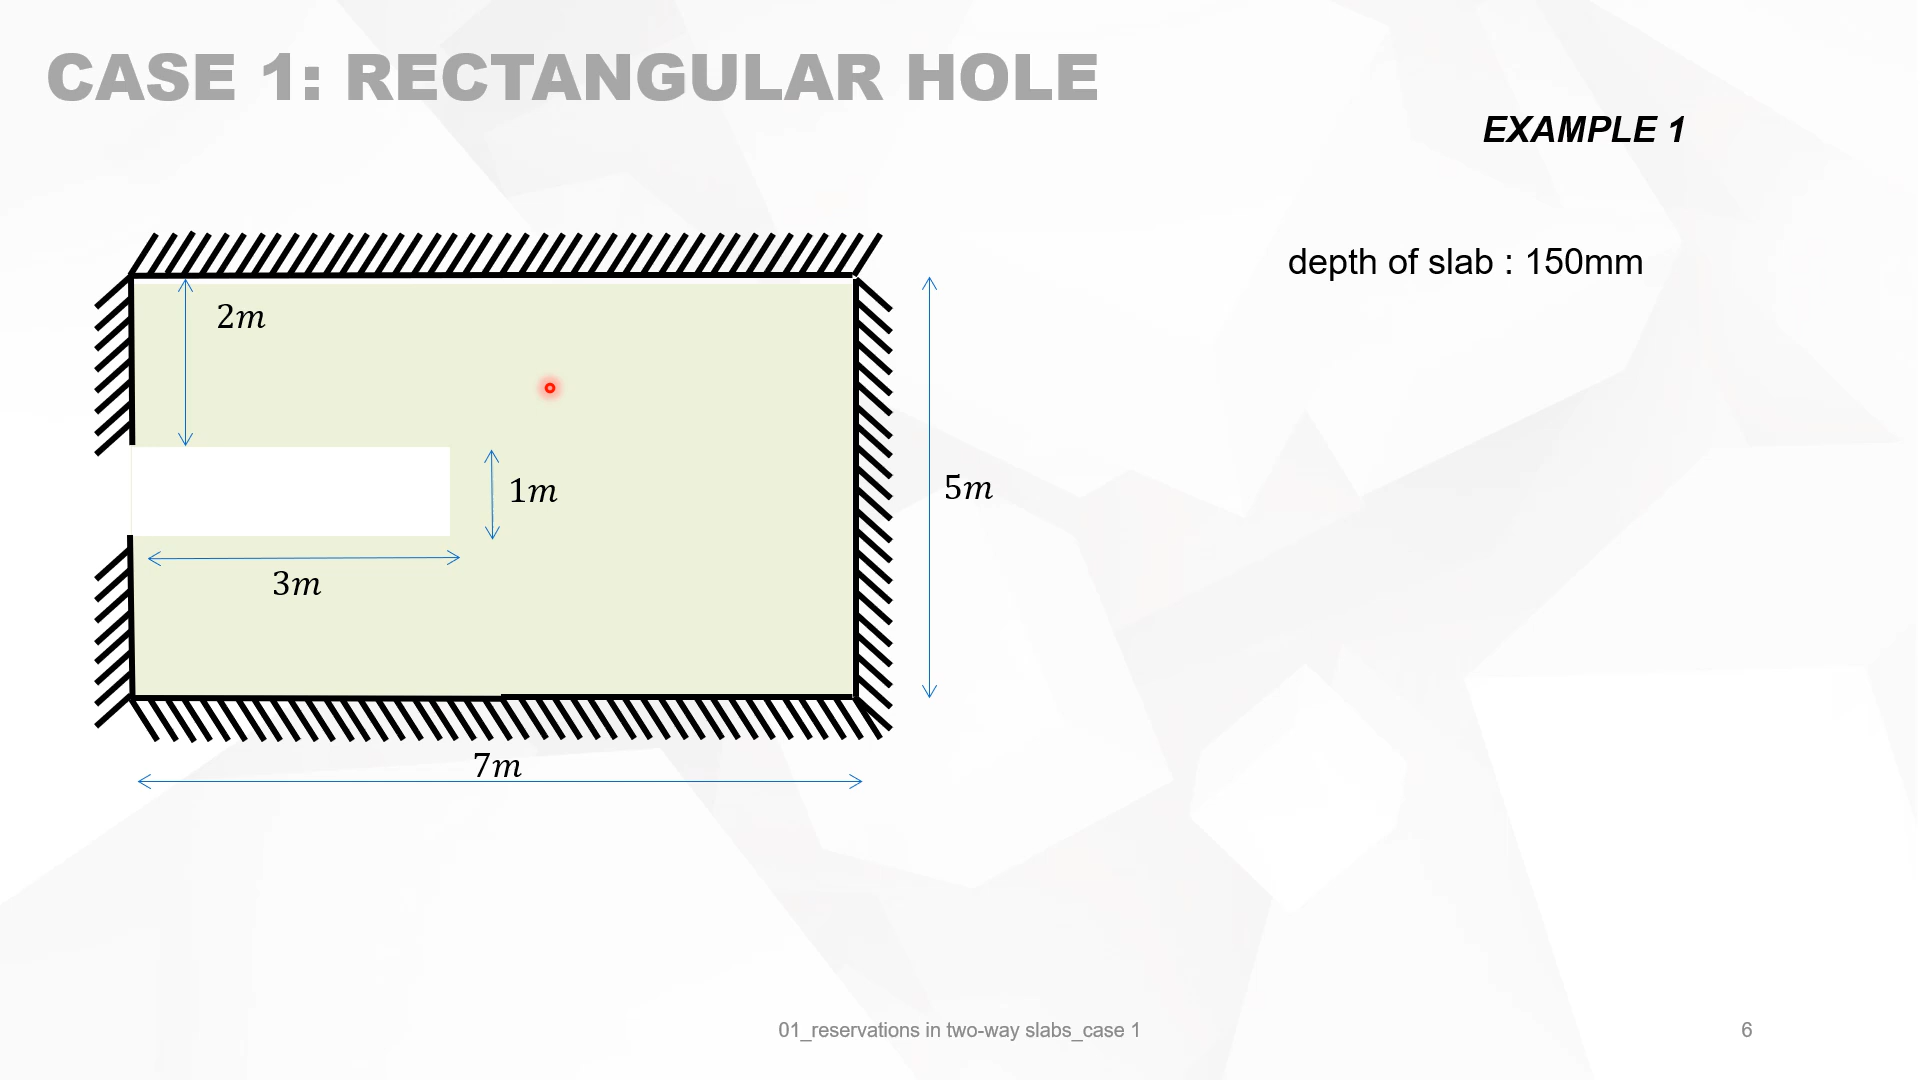 CASE 1: RECTANGULAR HOLE
EXAMPLE 1
depth of slab : 150mm
2m
1m
5m
3m
7m
01_reservations in two-way slabs_case 1
6